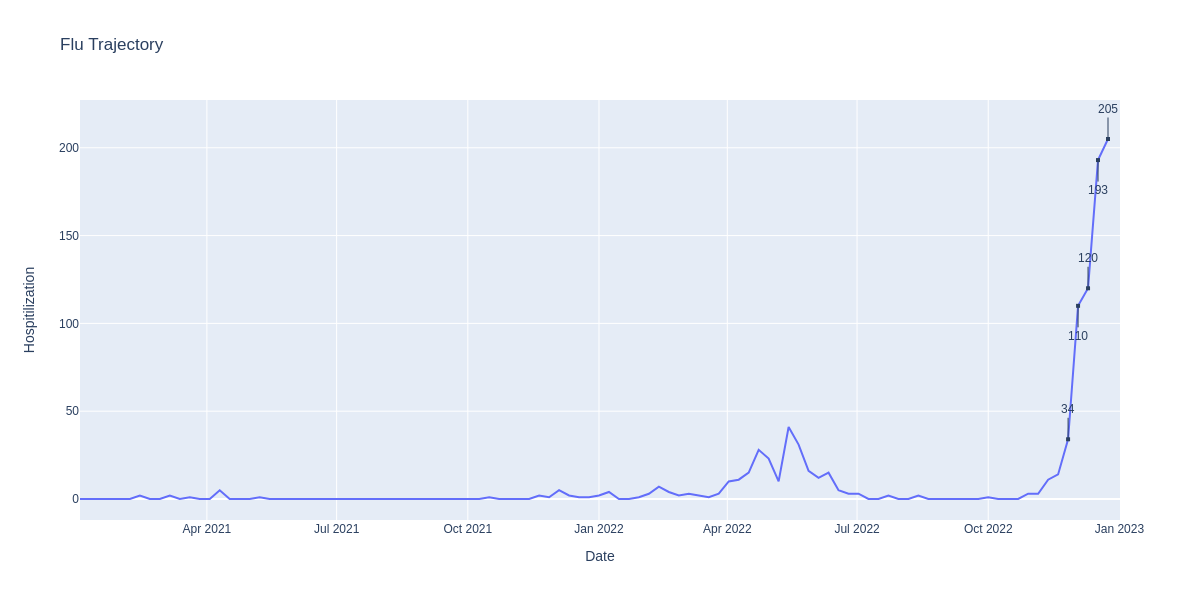 Flu Trajectory
205
200
193
150
120
110
100
34
50
0
Hospitilization
Apr 2021
Jul 2021
Oct 2021
Jan 2022
Apr 2022
Jul 2022
Oct 2022
Jan 2023
Date